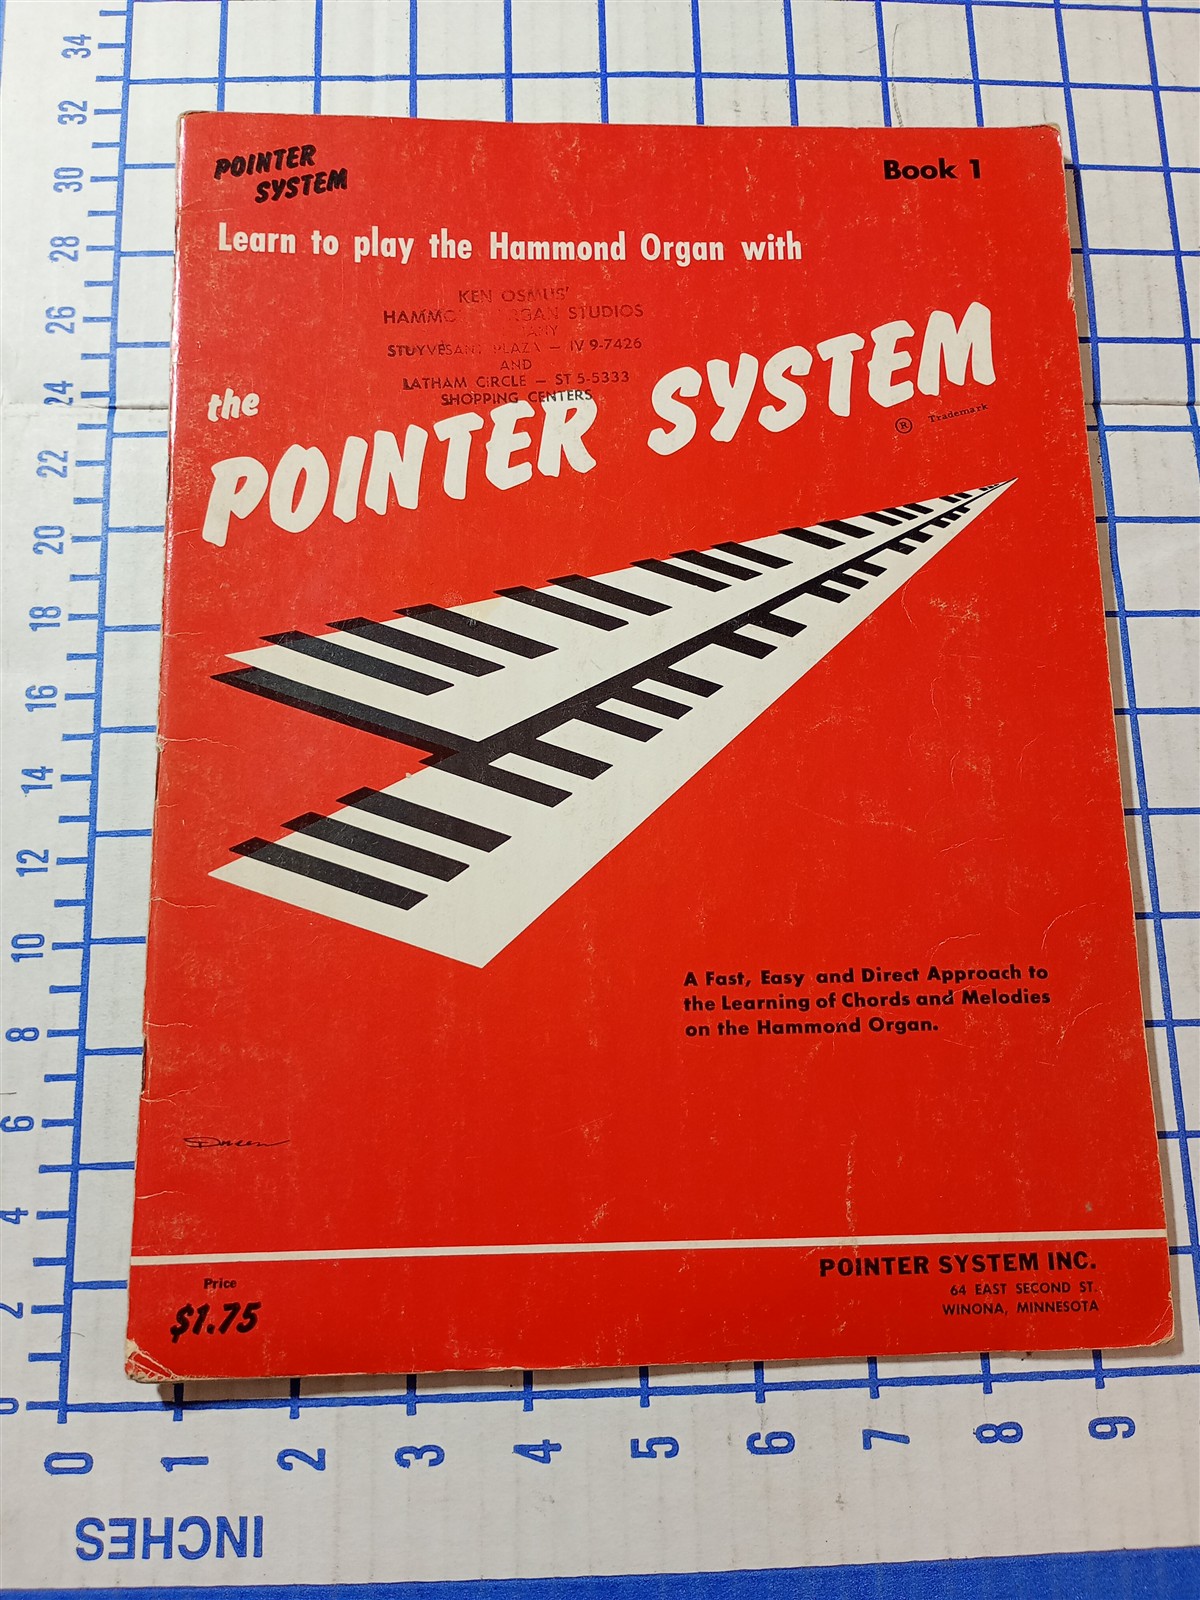 POINTER
SYSTEM
Book 1
Learn to play the Hammond Organ with
KEN OSMUS'
STUDIOS
PLAZA — IV 9-7426
AND
LATHAM CIRCLE — ST 5-5333
SHOPPING CENTERS
the
POINTER SYSTEM
® Trademark
A Fast, Easy and Direct Approach to
the Learning of Chords and Melodies
on the Hammond Organ.
Price
$1.75
POINTER SYSTEM INC.
64 EAST SECOND ST.
WINONA, MINNESOTA
34
32
30
28
26
24
22
20
18
16
14
12
10
8
6
4
2
0
0 1 2 3 4 5 6 7 8 9
INCHES